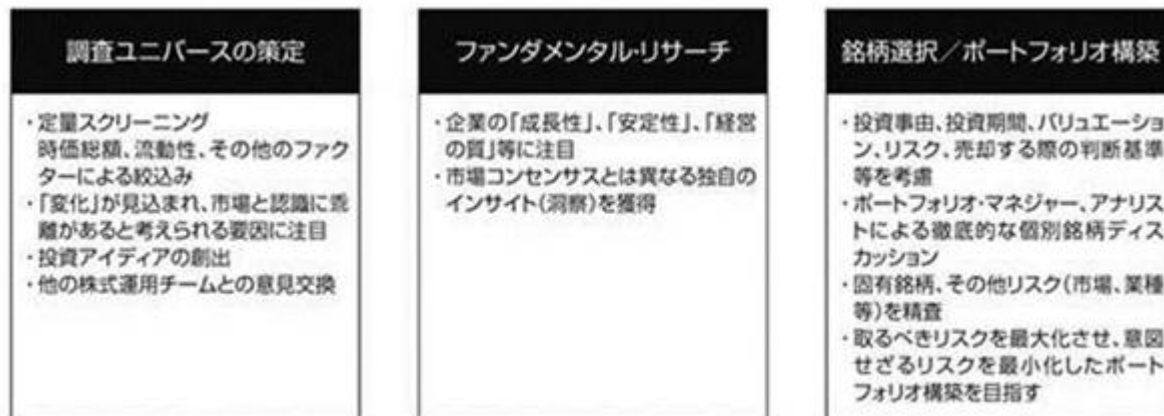 調査ユニバースの策定
・定量スクリーニング
時価総額、流動性、その他のファク
ターによる絞込み
・「変化」が見込まれ、市場と認識に乖
離があると考えられる要因に注目
・投資アイディアの創出
・他の株式運用チームとの意見交換
ファンダメンタル・リサーチ
・企業の「成長性」、「安定性」、「経営
の質」等に注目
・市場コンセンサスとは異なる独自の
インサイト（洞察）を獲得
銘柄選択／ポートフォリオ構築
・投資事由、投資期間、バリュエーショ
ン、リスク、売却する際の判断基準
等を考慮
・ポートフォリオ・マネジャー、アナリス
トによる徹底的な個別銘柄ディス
カッション
・固有銘柄、その他リスク（市場、業種
等）を精査
・取るべきリスクを最大化させ、意図
せざるリスクを最小化したポート
フォリオ構築を目指す